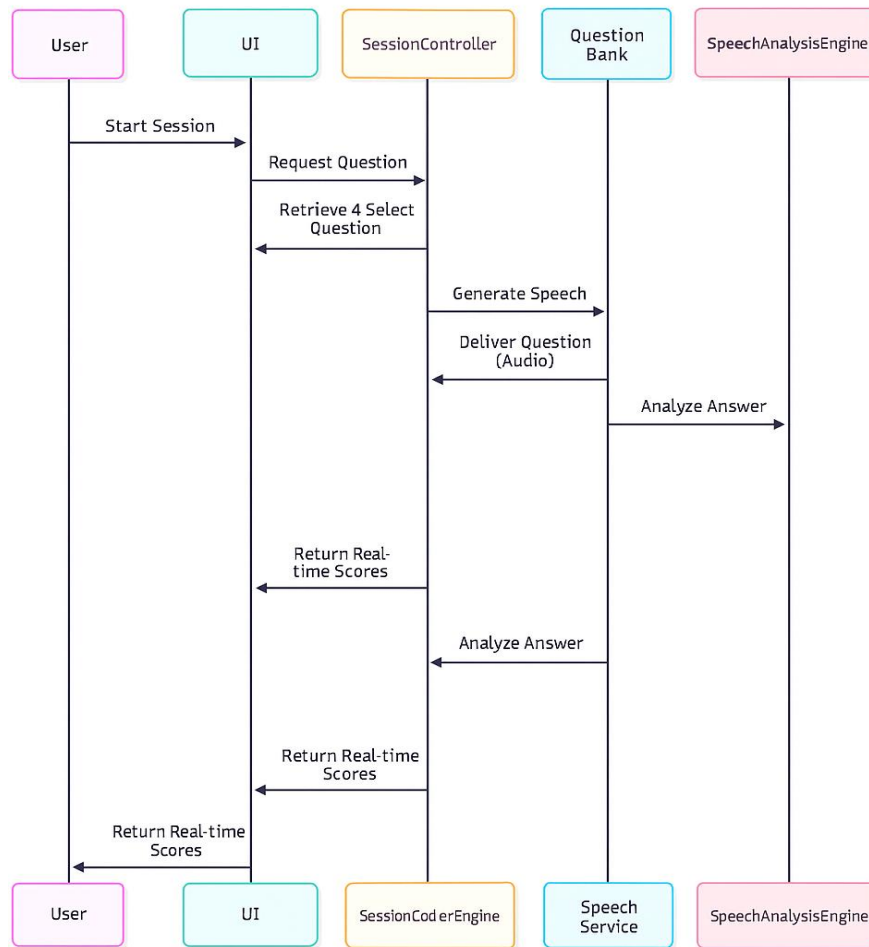 User
UI
SessionController
Question
Bank
SpeechAnalysisEngine
Start Session
Request Question
Retrieve 4 Select
Question
Generate Speech
Deliver Question
(Audio)
Analyze Answer
Return Real-
time Scores
Analyze Answer
Return Real-time
Scores
Return Real-time
Scores
User
UI
SessionCoderEngine
Speech
Service
SpeechAnalysisEngine